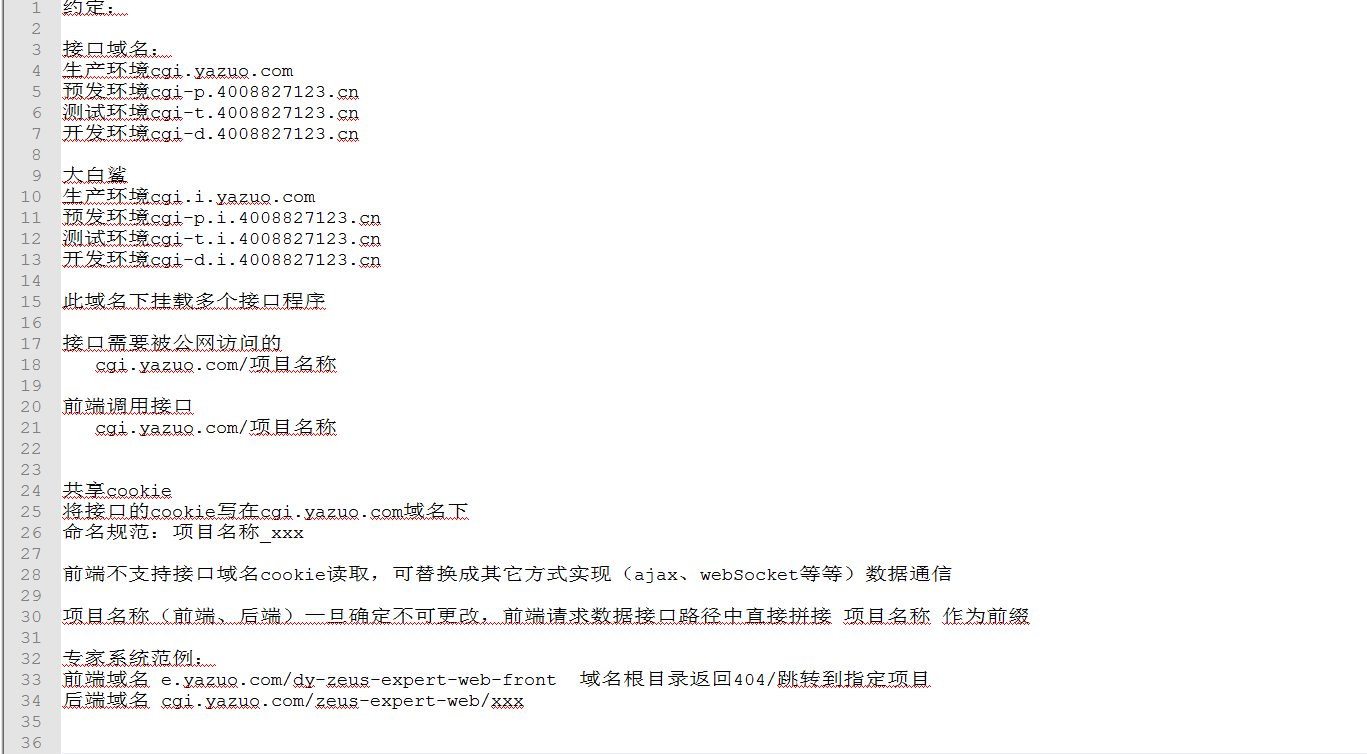 1 约定：
2
3 接口域名：
4 生产环境cgi.yazuo.com
5 预发环境cgi-p.4008827123.cn
6 测试环境cgi-t.4008827123.cn
7 开发环境cgi-d.4008827123.cn
8
9 大白鲨
10 生产环境cgi.i.yazuo.com
11 预发环境cgi-p.i.4008827123.cn
12 测试环境cgi-t.i.4008827123.cn
13 开发环境cgi-d.i.4008827123.cn
14
15 此域名下挂载多个接口程序
16
17 接口需要被公网访问的
18 cgi.yazuo.com/项目名称
19
20 前端调用接口
21 cgi.yazuo.com/项目名称
22
23
24 共享cookie
25 将接口的cookie写在cgi.yazuo.com域名下
26 命名规范：项目名称_xxx
27
28 前端不支持接口域名cookie读取，可替换成其它方式实现（ajax、webSocket等等）数据通信
29
30 项目名称（前端、后端）一旦确定不可更改，前端请求数据接口路径中直接拼接 项目名称 作为前缀
31
32 专家系统范例：
33 前端域名 e.yazuo.com/dy-zeus-expert-web-front 域名根目录返回404/跳转到指定项目
34 后端域名 cgi.yazuo.com/zeus-expert-web/xxx
35
36